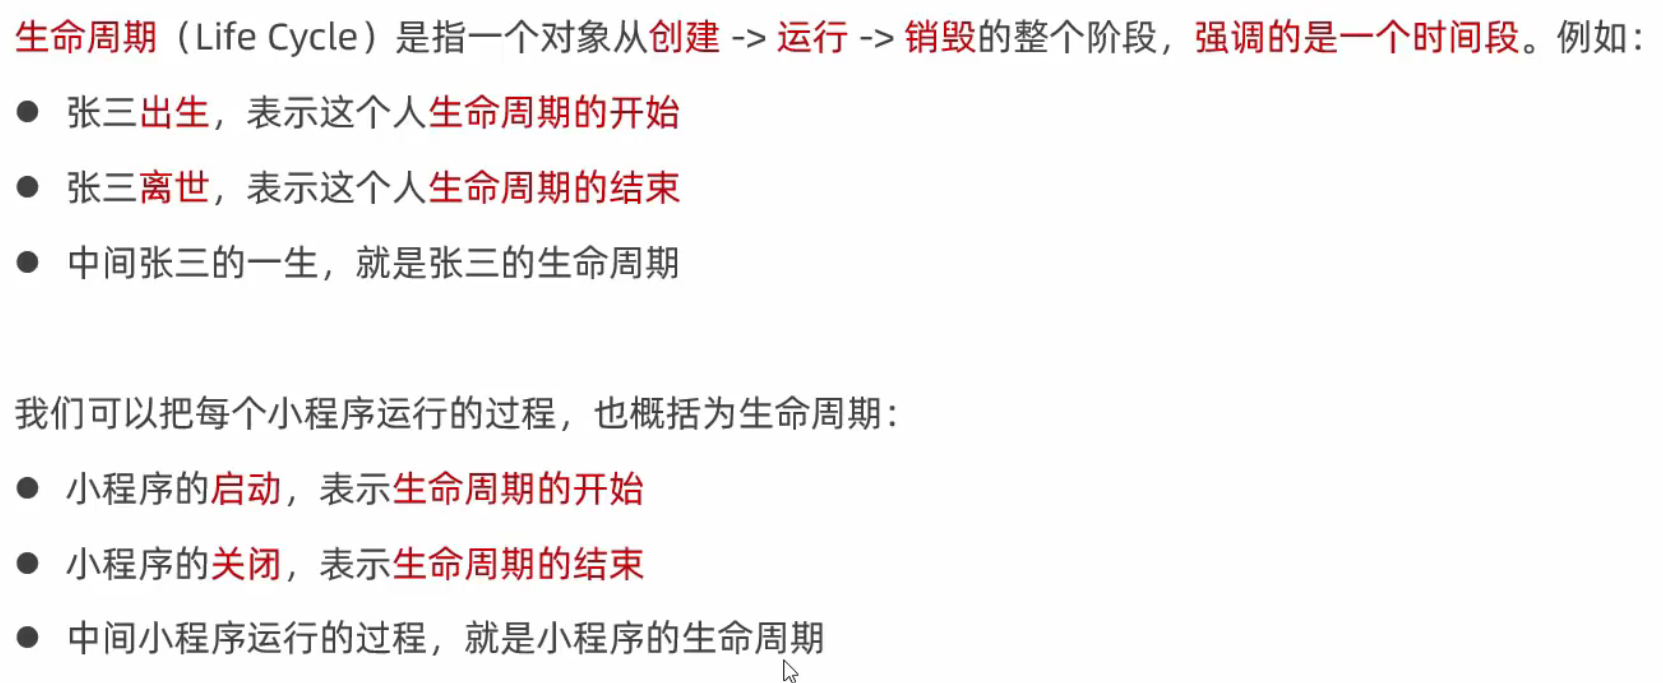 生命周期（Life Cycle）是指一个对象从创建 -> 运行 -> 销毁的整个阶段，强调的是一个时间段。例如：
● 张三出生，表示这个人生命周期的开始
● 张三离世，表示这个人生命周期的结束
● 中间张三的一生，就是张三的生命周期
我们可以把每个小程序运行的过程，也概括为生命周期：
● 小程序的启动，表示生命周期的开始
● 小程序的关闭，表示生命周期的结束
● 中间小程序运行的过程，就是小程序的生命周期